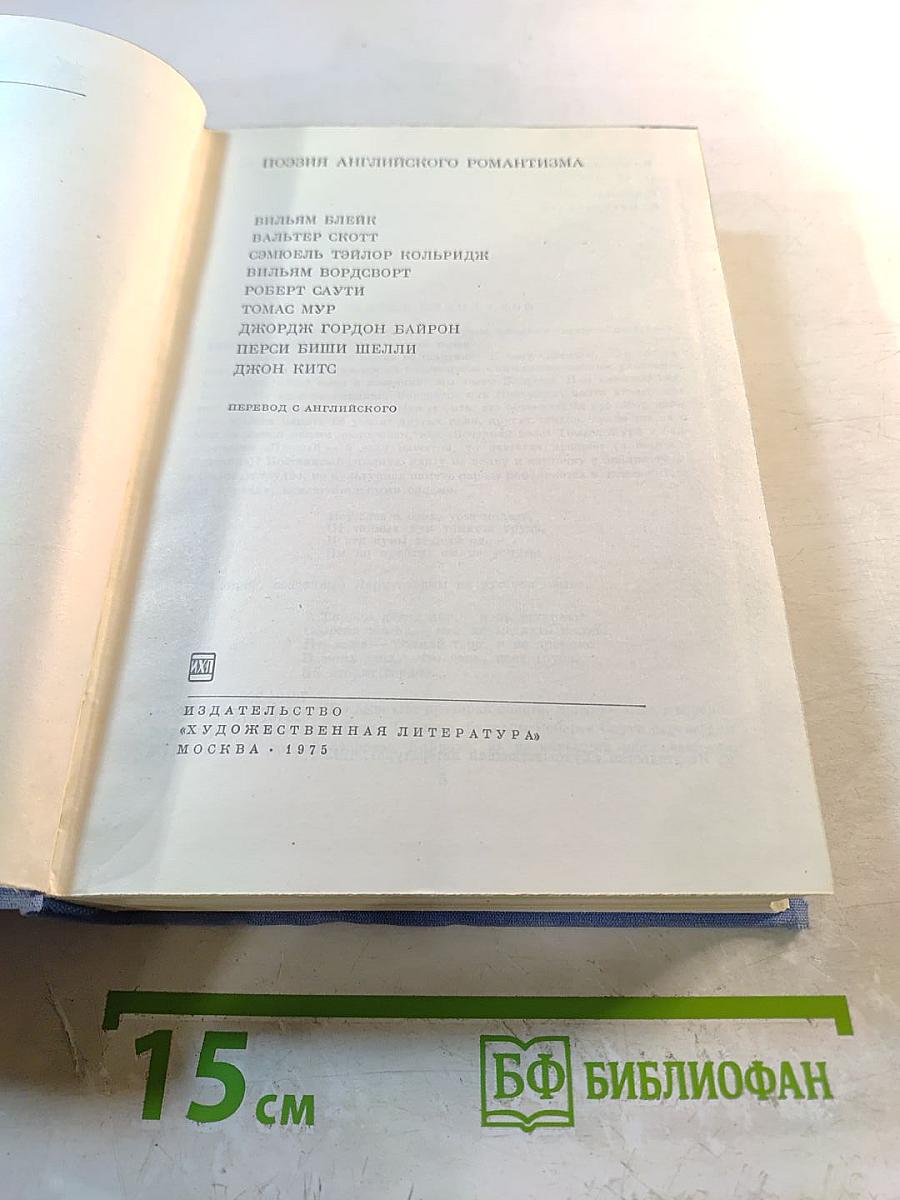 ПОЭЗИЯ АНГЛИЙСКОГО РОМАНТИЗМА
ВИЛЬЯМ БЛЕЙК
ВАЛЬТЕР СКОТТ
СЭМЮЕЛЬ ТЭЙЛОР КОЛЬРИДЖ
ВИЛЬЯМ ВОРДСВОРТ
РОБЕРТ САУТИ
ТОМАС МУР
ДЖОРДЖ ГОРДОН БАЙРОН
ПЕРСИ БИШИ ШЕЛЛИ
ДЖОН КИТС
ПЕРЕВОД С АНГЛИЙСКОГО
ИХЛ
ИЗДАТЕЛЬСТВО
«ХУДОЖЕСТВЕННАЯ ЛИТЕРАТУРА»
МОСКВА · 1975
15 см
БФ БИБЛИОФАН